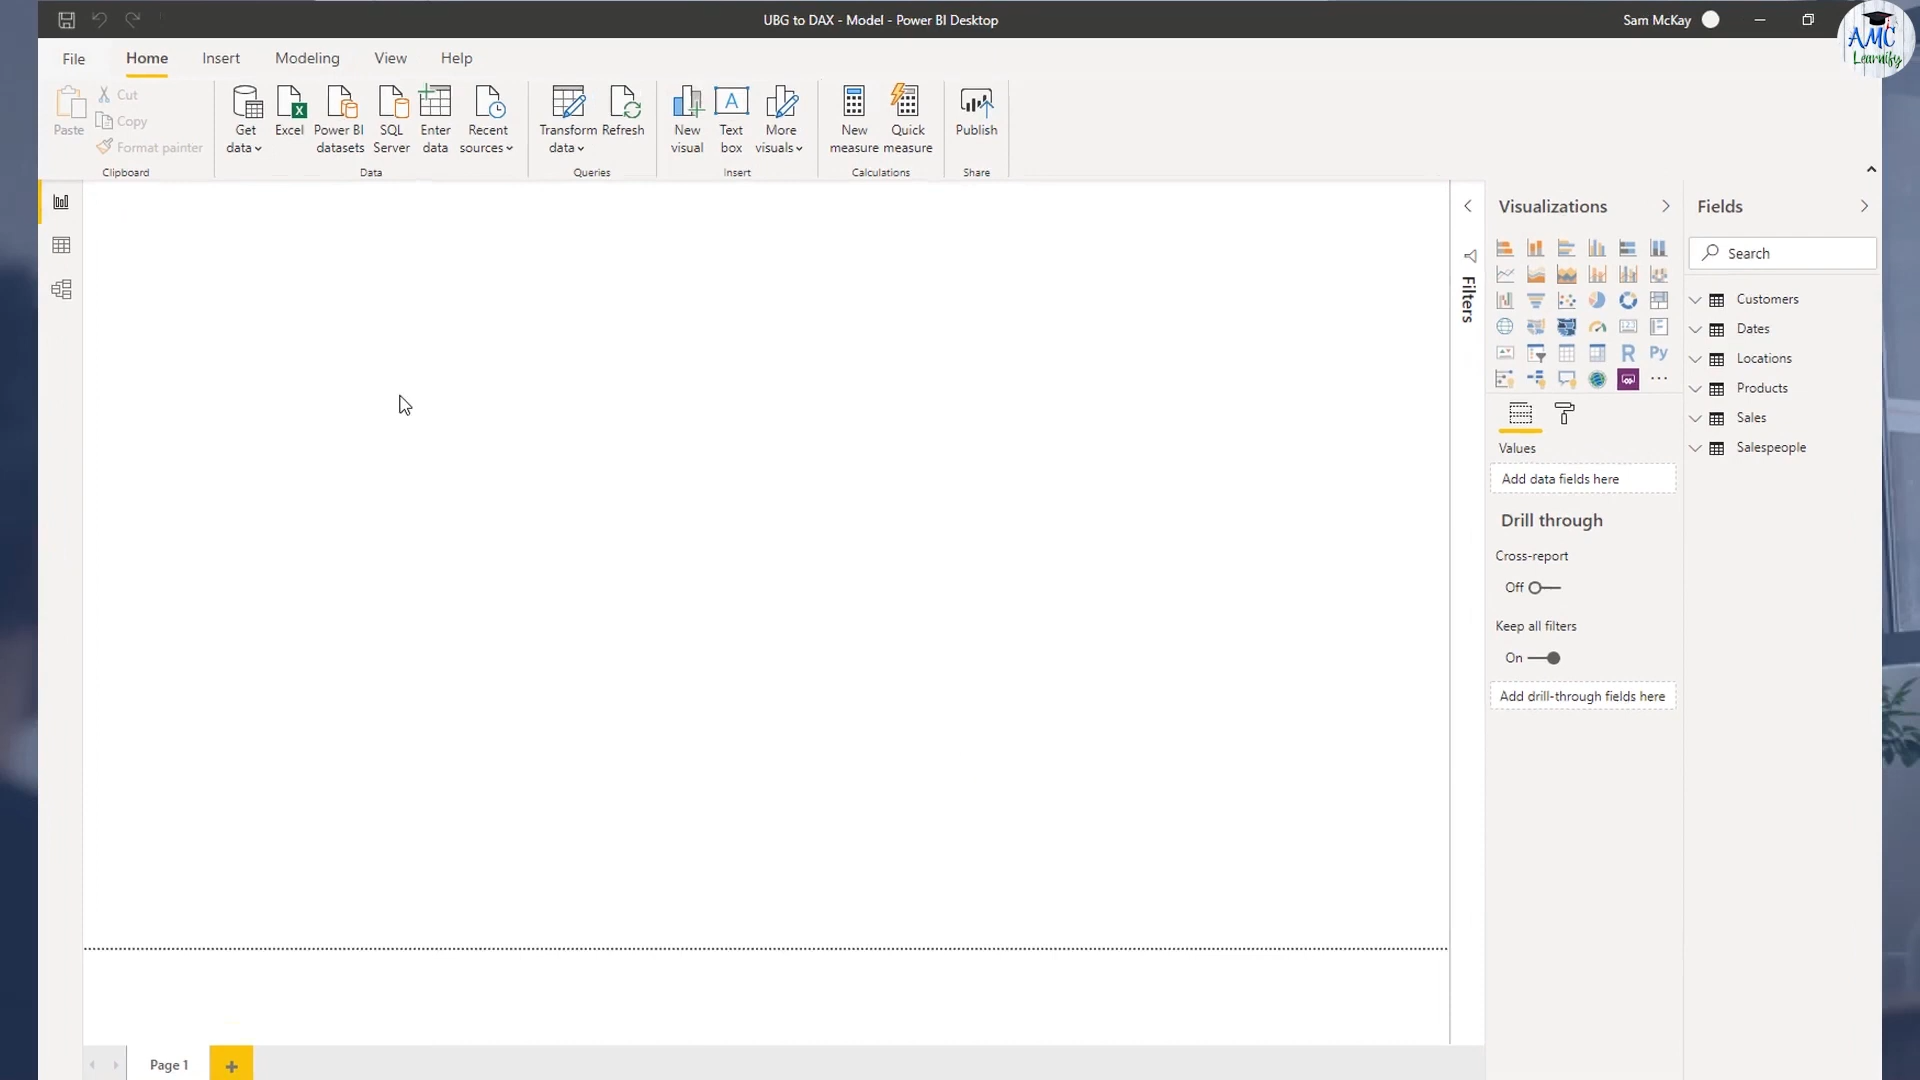 UBG to DAX - Model - Power BI Desktop
Sam McKay
AMC
Learnify
File
Home
Insert
Modeling
View
Help
Paste
Cut
Copy
Format painter
Clipboard
Get data
Excel
Power BI datasets
SQL Server
Enter data
Recent sources
Data
Transform data
Refresh
Queries
New visual
A
Text box
More visuals
Insert
New measure
Quick measure
Calculations
Publish
Share
Filters
Visualizations
R
Py
Values
Add data fields here
Drill through
Cross-report
Off
Keep all filters
On
Add drill-through fields here
Fields
Search
Customers
Dates
Locations
Products
Sales
Salespeople
Page 1